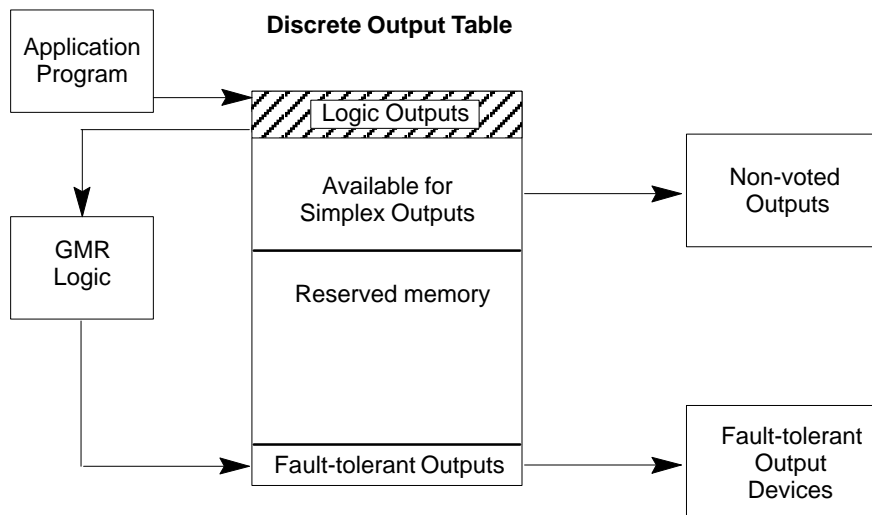 Discrete Output Table
Application
Program
Logic Outputs
Available for
Simplex Outputs
Non-voted
Outputs
GMR
Logic
Reserved memory
Fault-tolerant Outputs
Fault-tolerant
Output
Devices